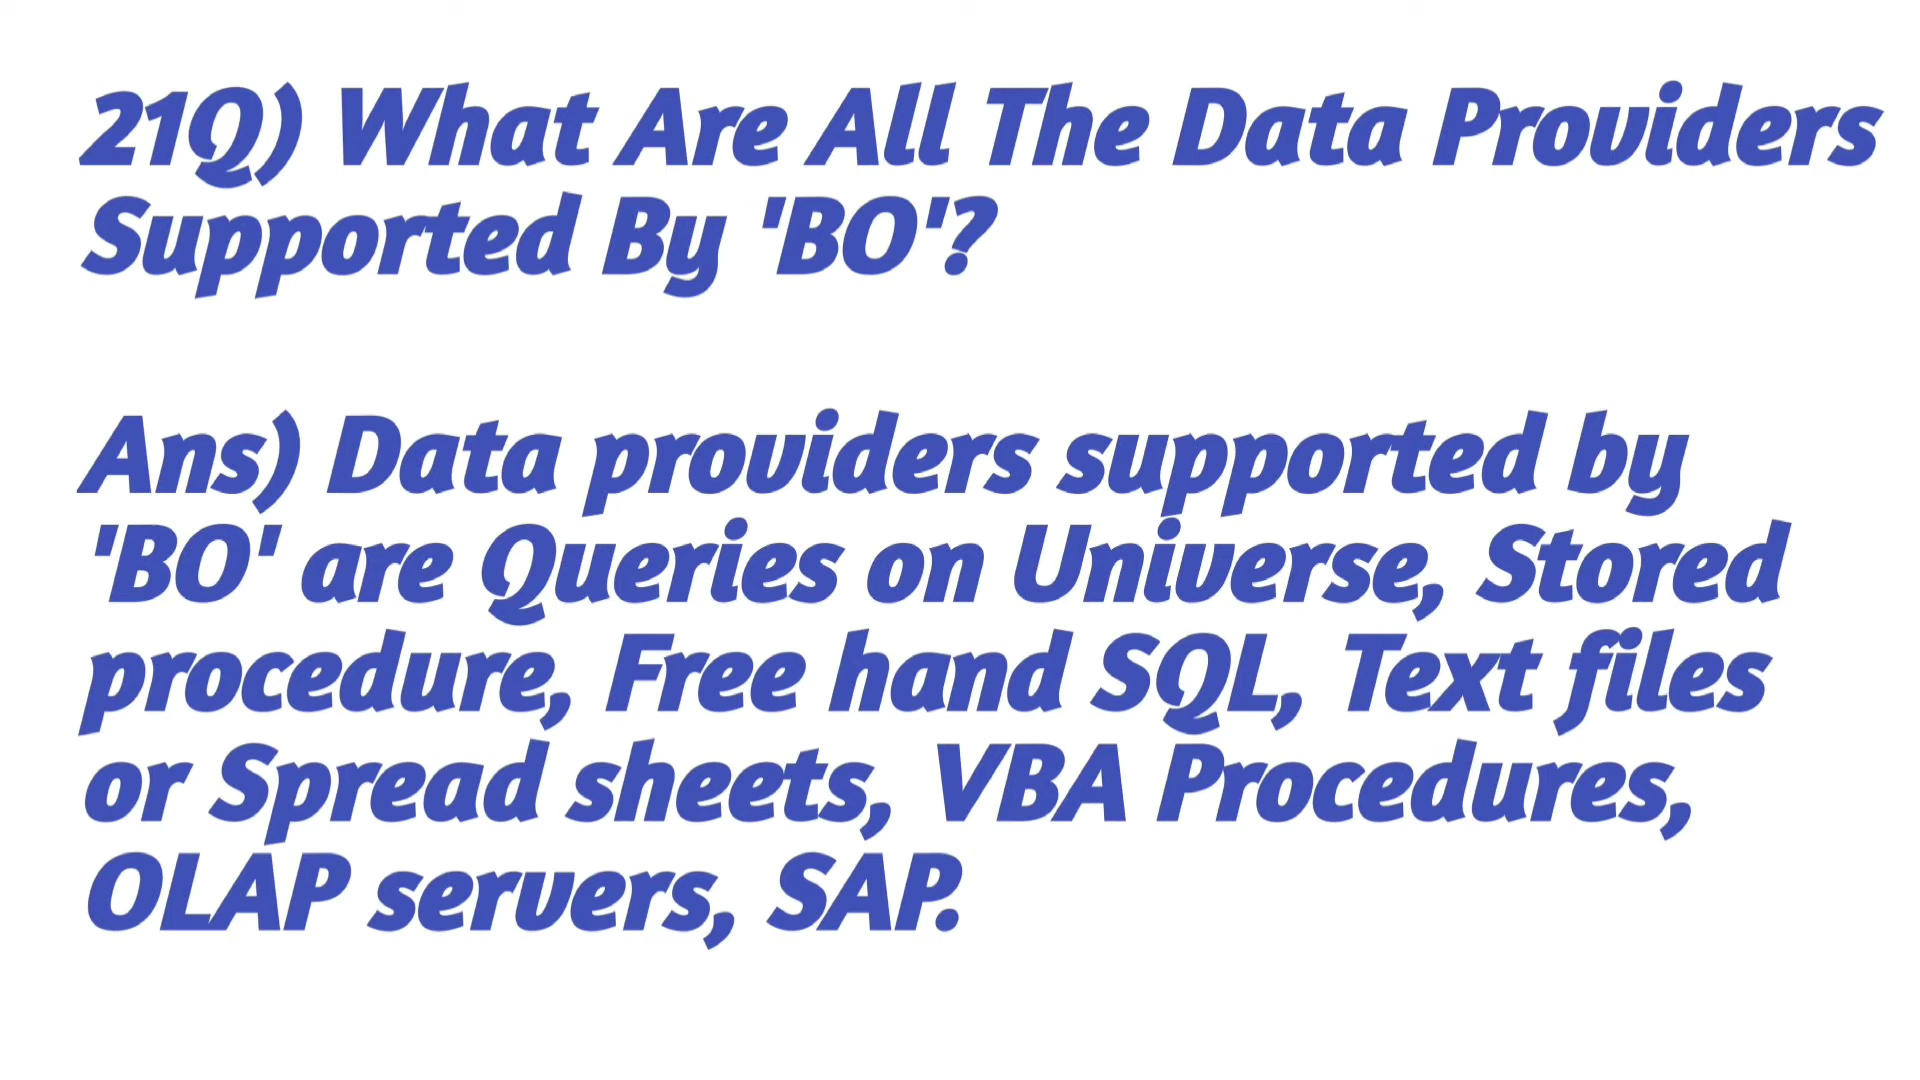 21Q) What Are All The Data Providers
Supported By 'BO'?
Ans) Data providers supported by
'BO' are Queries on Universe, Stored
procedure, Free hand SQL, Text files
or Spread sheets, VBA Procedures,
OLAP servers, SAP.